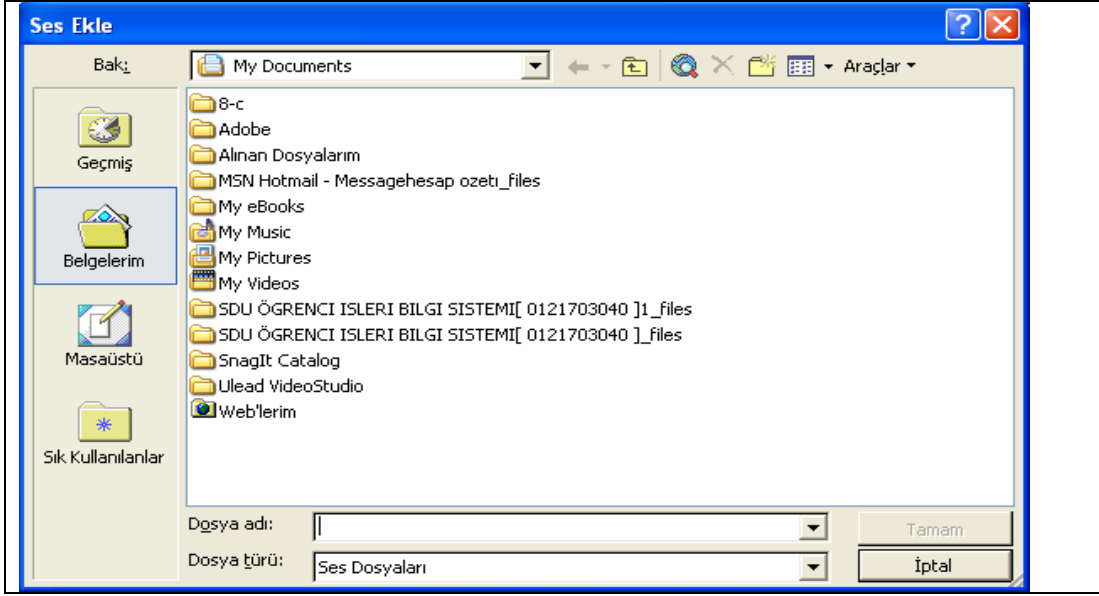 Ses Ekle
Bak:
My Documents
Araçlar
Geçmiş
Belgelerim
Masaüstü
Sık Kullanılanlar
8-c
Adobe
Alınan Dosyalarım
MSN Hotmail - Messagehesap ozetı_files
My eBooks
My Music
My Pictures
My Videos
SDU ÖGRENCI ISLERI BILGI SISTEMI[ 0121703040 ]1_files
SDU ÖGRENCI ISLERI BILGI SISTEMI[ 0121703040 ]_files
SnagIt Catalog
Ulead VideoStudio
Web'lerim
Dosya adı:
Tamam
Dosya türü:
Ses Dosyaları
İptal